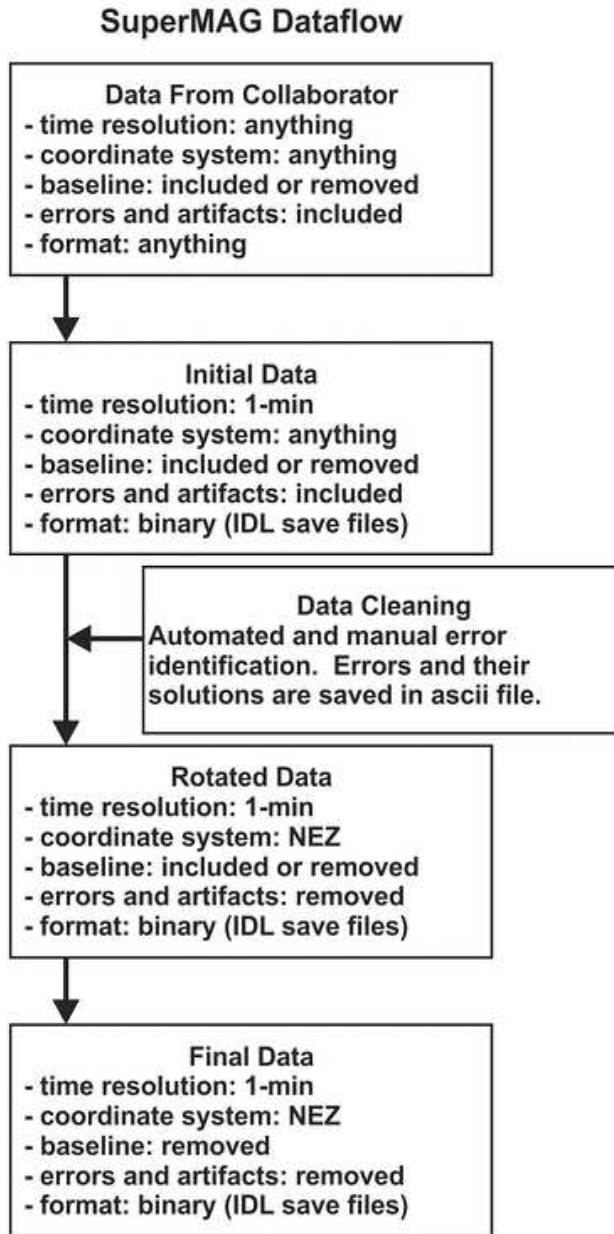 SuperMAG Dataflow
Data From Collaborator
- time resolution: anything
- coordinate system: anything
- baseline: included or removed
- errors and artifacts: included
- format: anything
Initial Data
- time resolution: 1-min
- coordinate system: anything
- baseline: included or removed
- errors and artifacts: included
- format: binary (IDL save files)
Data Cleaning
Automated and manual error
identification.  Errors and their
solutions are saved in ascii file.
Rotated Data
- time resolution: 1-min
- coordinate system: NEZ
- baseline: included or removed
- errors and artifacts: removed
- format: binary (IDL save files)
Final Data
- time resolution: 1-min
- coordinate system: NEZ
- baseline: removed
- errors and artifacts: removed
- format: binary (IDL save files)